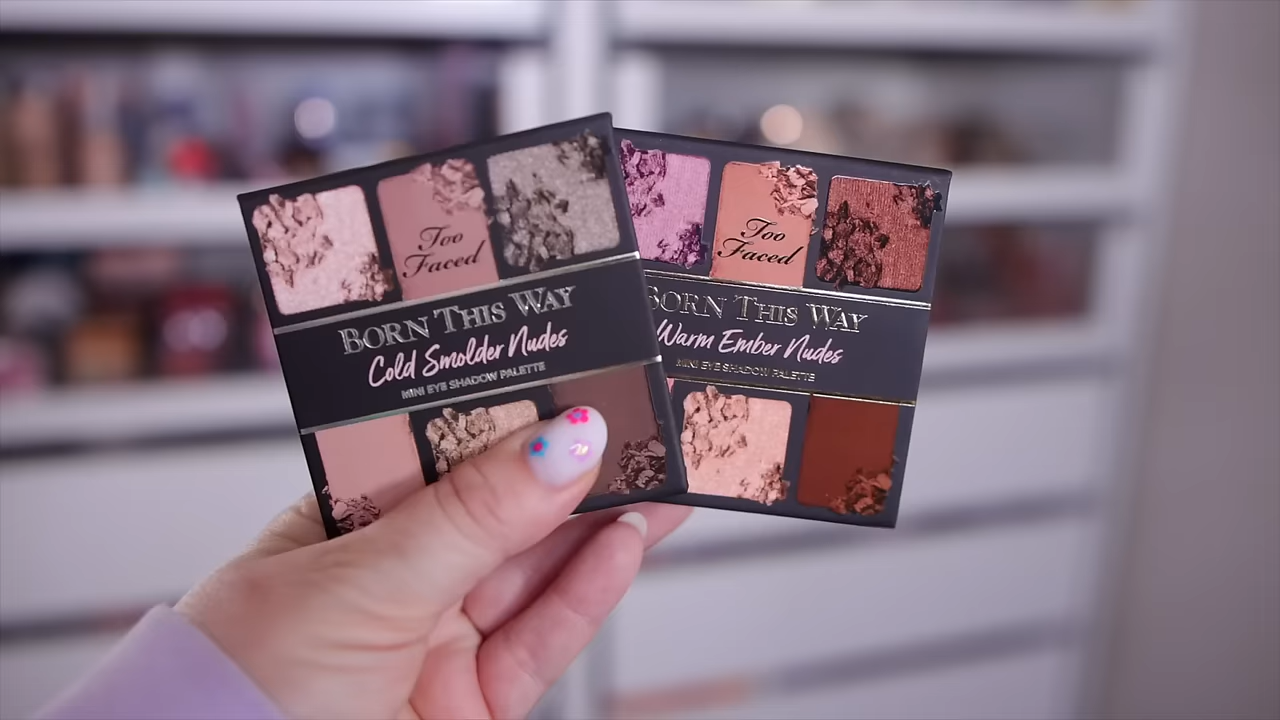 Too
Faced
BORN THIS WAY
Cold Smolder Nudes
MINI EYE SHADOW PALETTE
Too
Faced
BORN THIS WAY
Warm Ember Nudes
MINI EYE SHADOW PALETTE